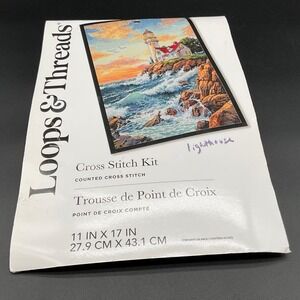 Loops & Threads
lighthouse
Cross Stitch Kit
COUNTED CROSS STITCH
Trousse de Point de Croix
POINT DE CROIX COMPTÉ
11 IN X 17 IN
27.9 CM X 43.1 CM